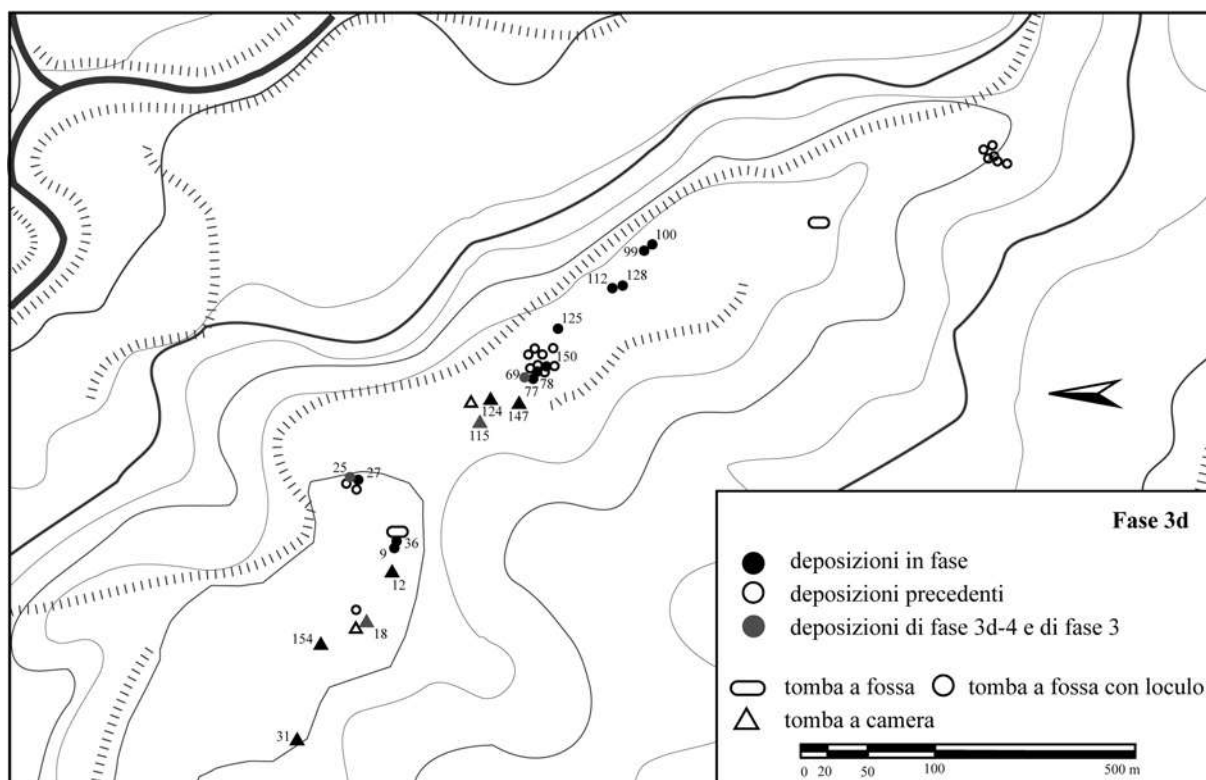 100
99
128
112
125
150
69
78
77
124
147
115
25
27
36
9
12
18
154
31
Fase 3d
deposizioni in fase
deposizioni precedenti
deposizioni di fase 3d-4 e di fase 3
tomba a fossa
tomba a fossa con loculo
tomba a camera
0 20 50 100 500 m